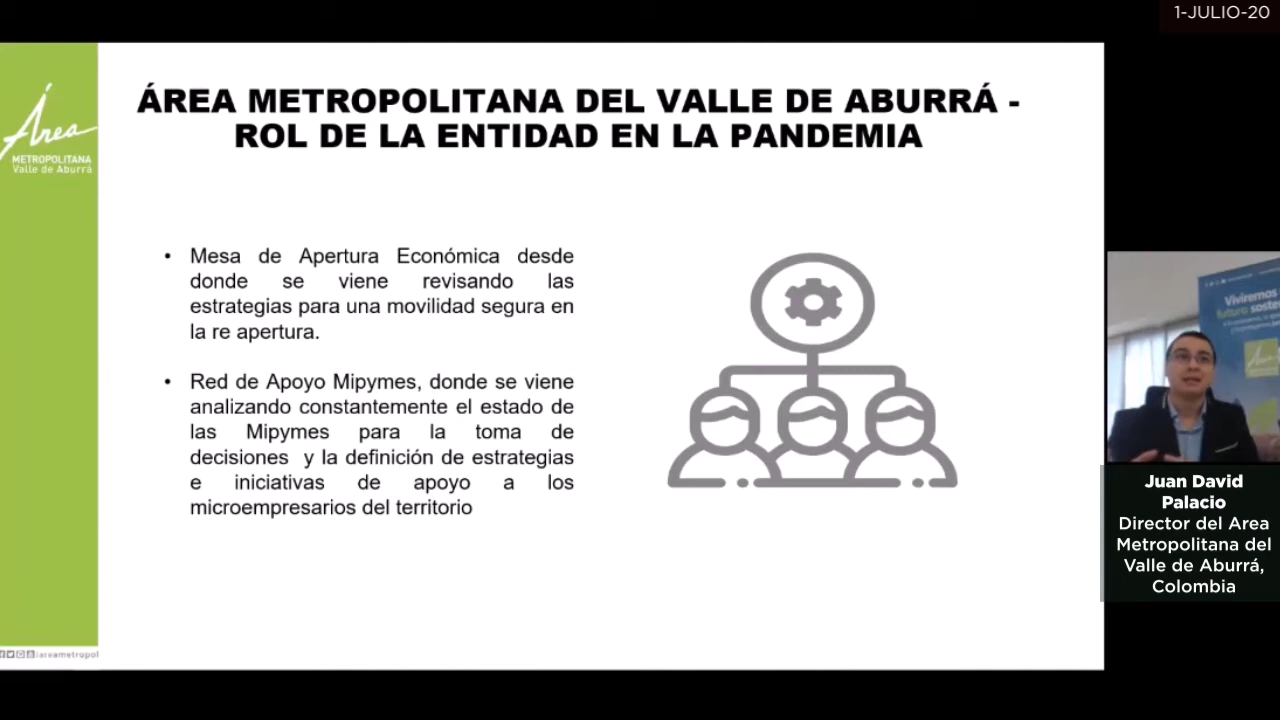 1-JULIO-20
Área
METROPOLITANA
Valle de Aburrá
ÁREA METROPOLITANA DEL VALLE DE ABURRÁ -
ROL DE LA ENTIDAD EN LA PANDEMIA
• Mesa de Apertura Económica desde
donde se viene revisando las
estrategias para una movilidad segura en
la re apertura.
• Red de Apoyo Mipymes, donde se viene
analizando constantemente el estado de
las Mipymes para la toma de
decisiones y la definición de estrategias
e iniciativas de apoyo a los
microempresarios del territorio
Viviremos
futuro
Juan David
Palacio
Director del Area
Metropolitana del
Valle de Aburrá,
Colombia
areametropol